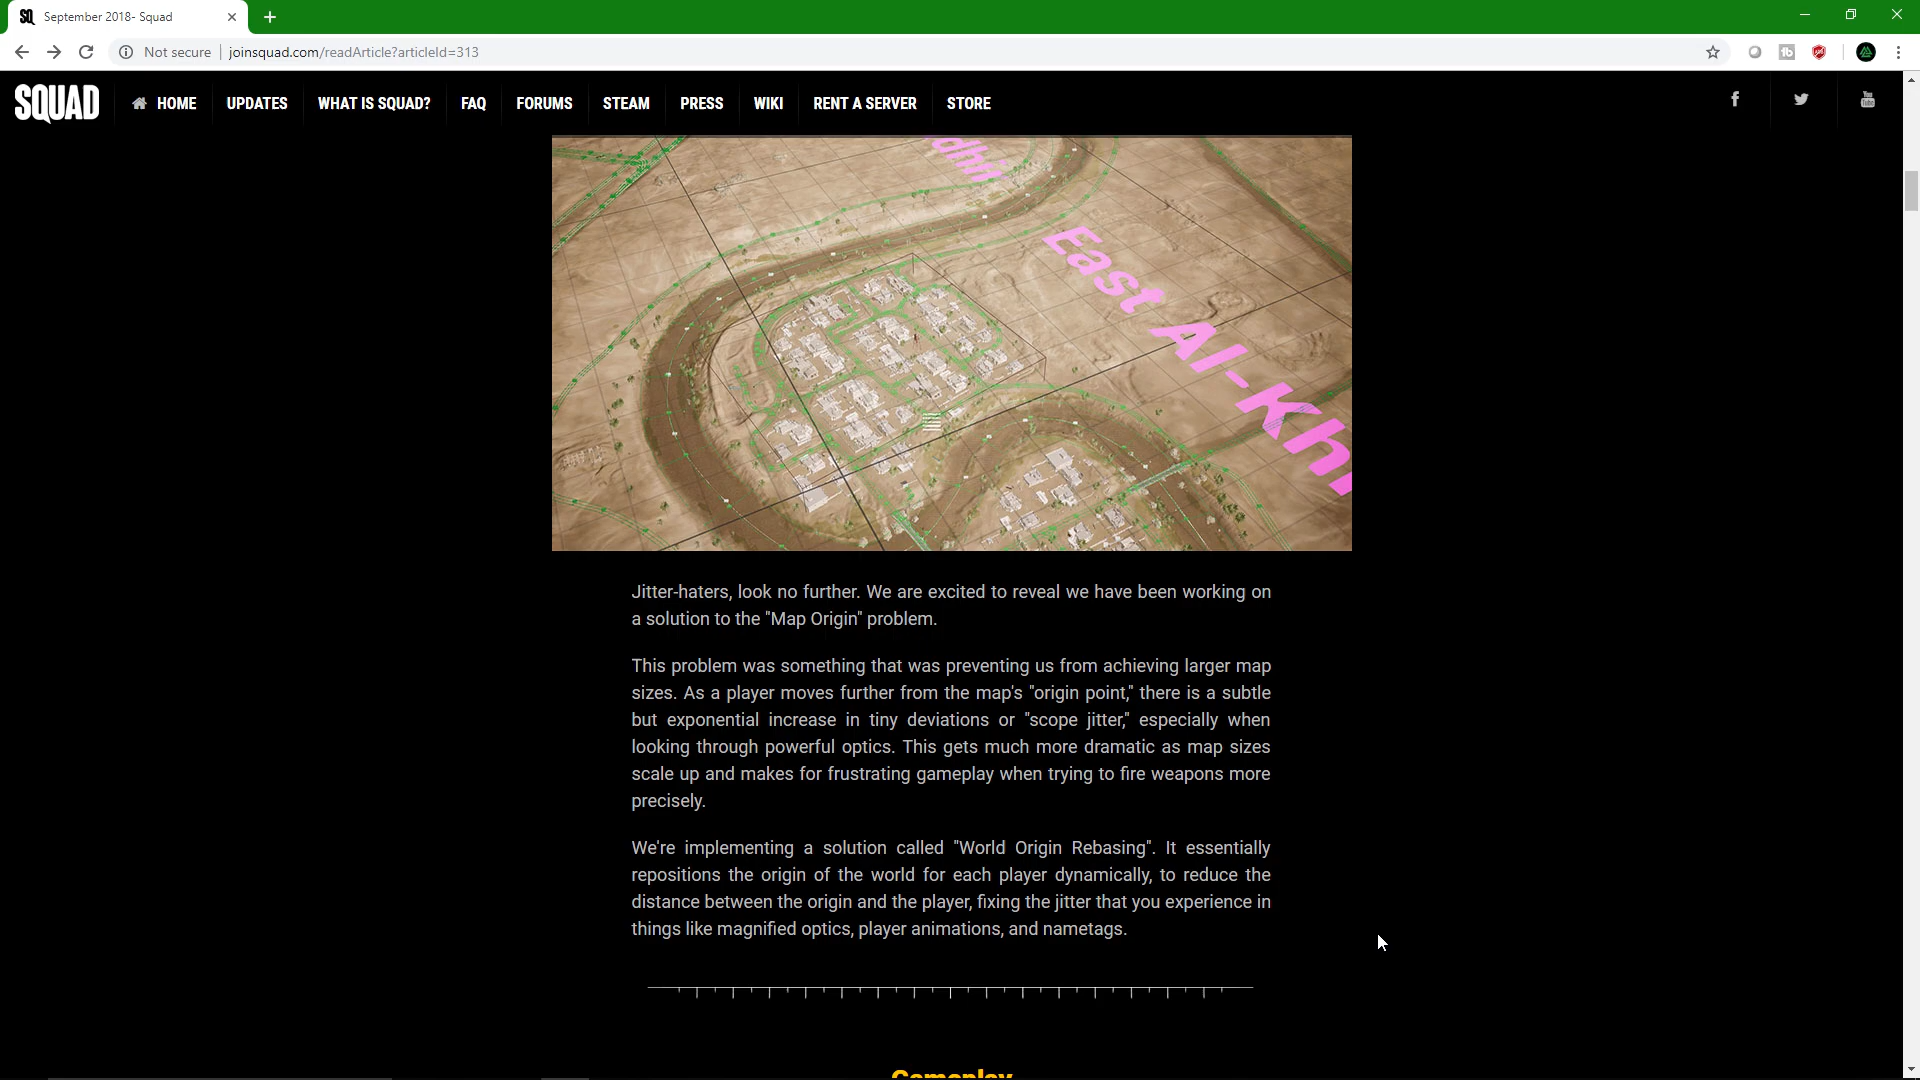 September 2018- Squad
Not secure
joinsquad.com/readArticle?articleId=313
SQUAD
HOME
UPDATES
WHAT IS SQUAD?
FAQ
FORUMS
STEAM
PRESS
WIKI
RENT A SERVER
STORE
You Tube
dhil
East Al-Kh
Jitter-haters, look no further. We are excited to reveal we have been working on
a solution to the "Map Origin" problem.
This problem was something that was preventing us from achieving larger map
sizes. As a player moves further from the map's "origin point," there is a subtle
but exponential increase in tiny deviations or "scope jitter," especially when
looking through powerful optics. This gets much more dramatic as map sizes
scale up and makes for frustrating gameplay when trying to fire weapons more
precisely.
We're implementing a solution called "World Origin Rebasing". It essentially
repositions the origin of the world for each player dynamically, to reduce the
distance between the origin and the player, fixing the jitter that you experience in
things like magnified optics, player animations, and nametags.
Gameplay